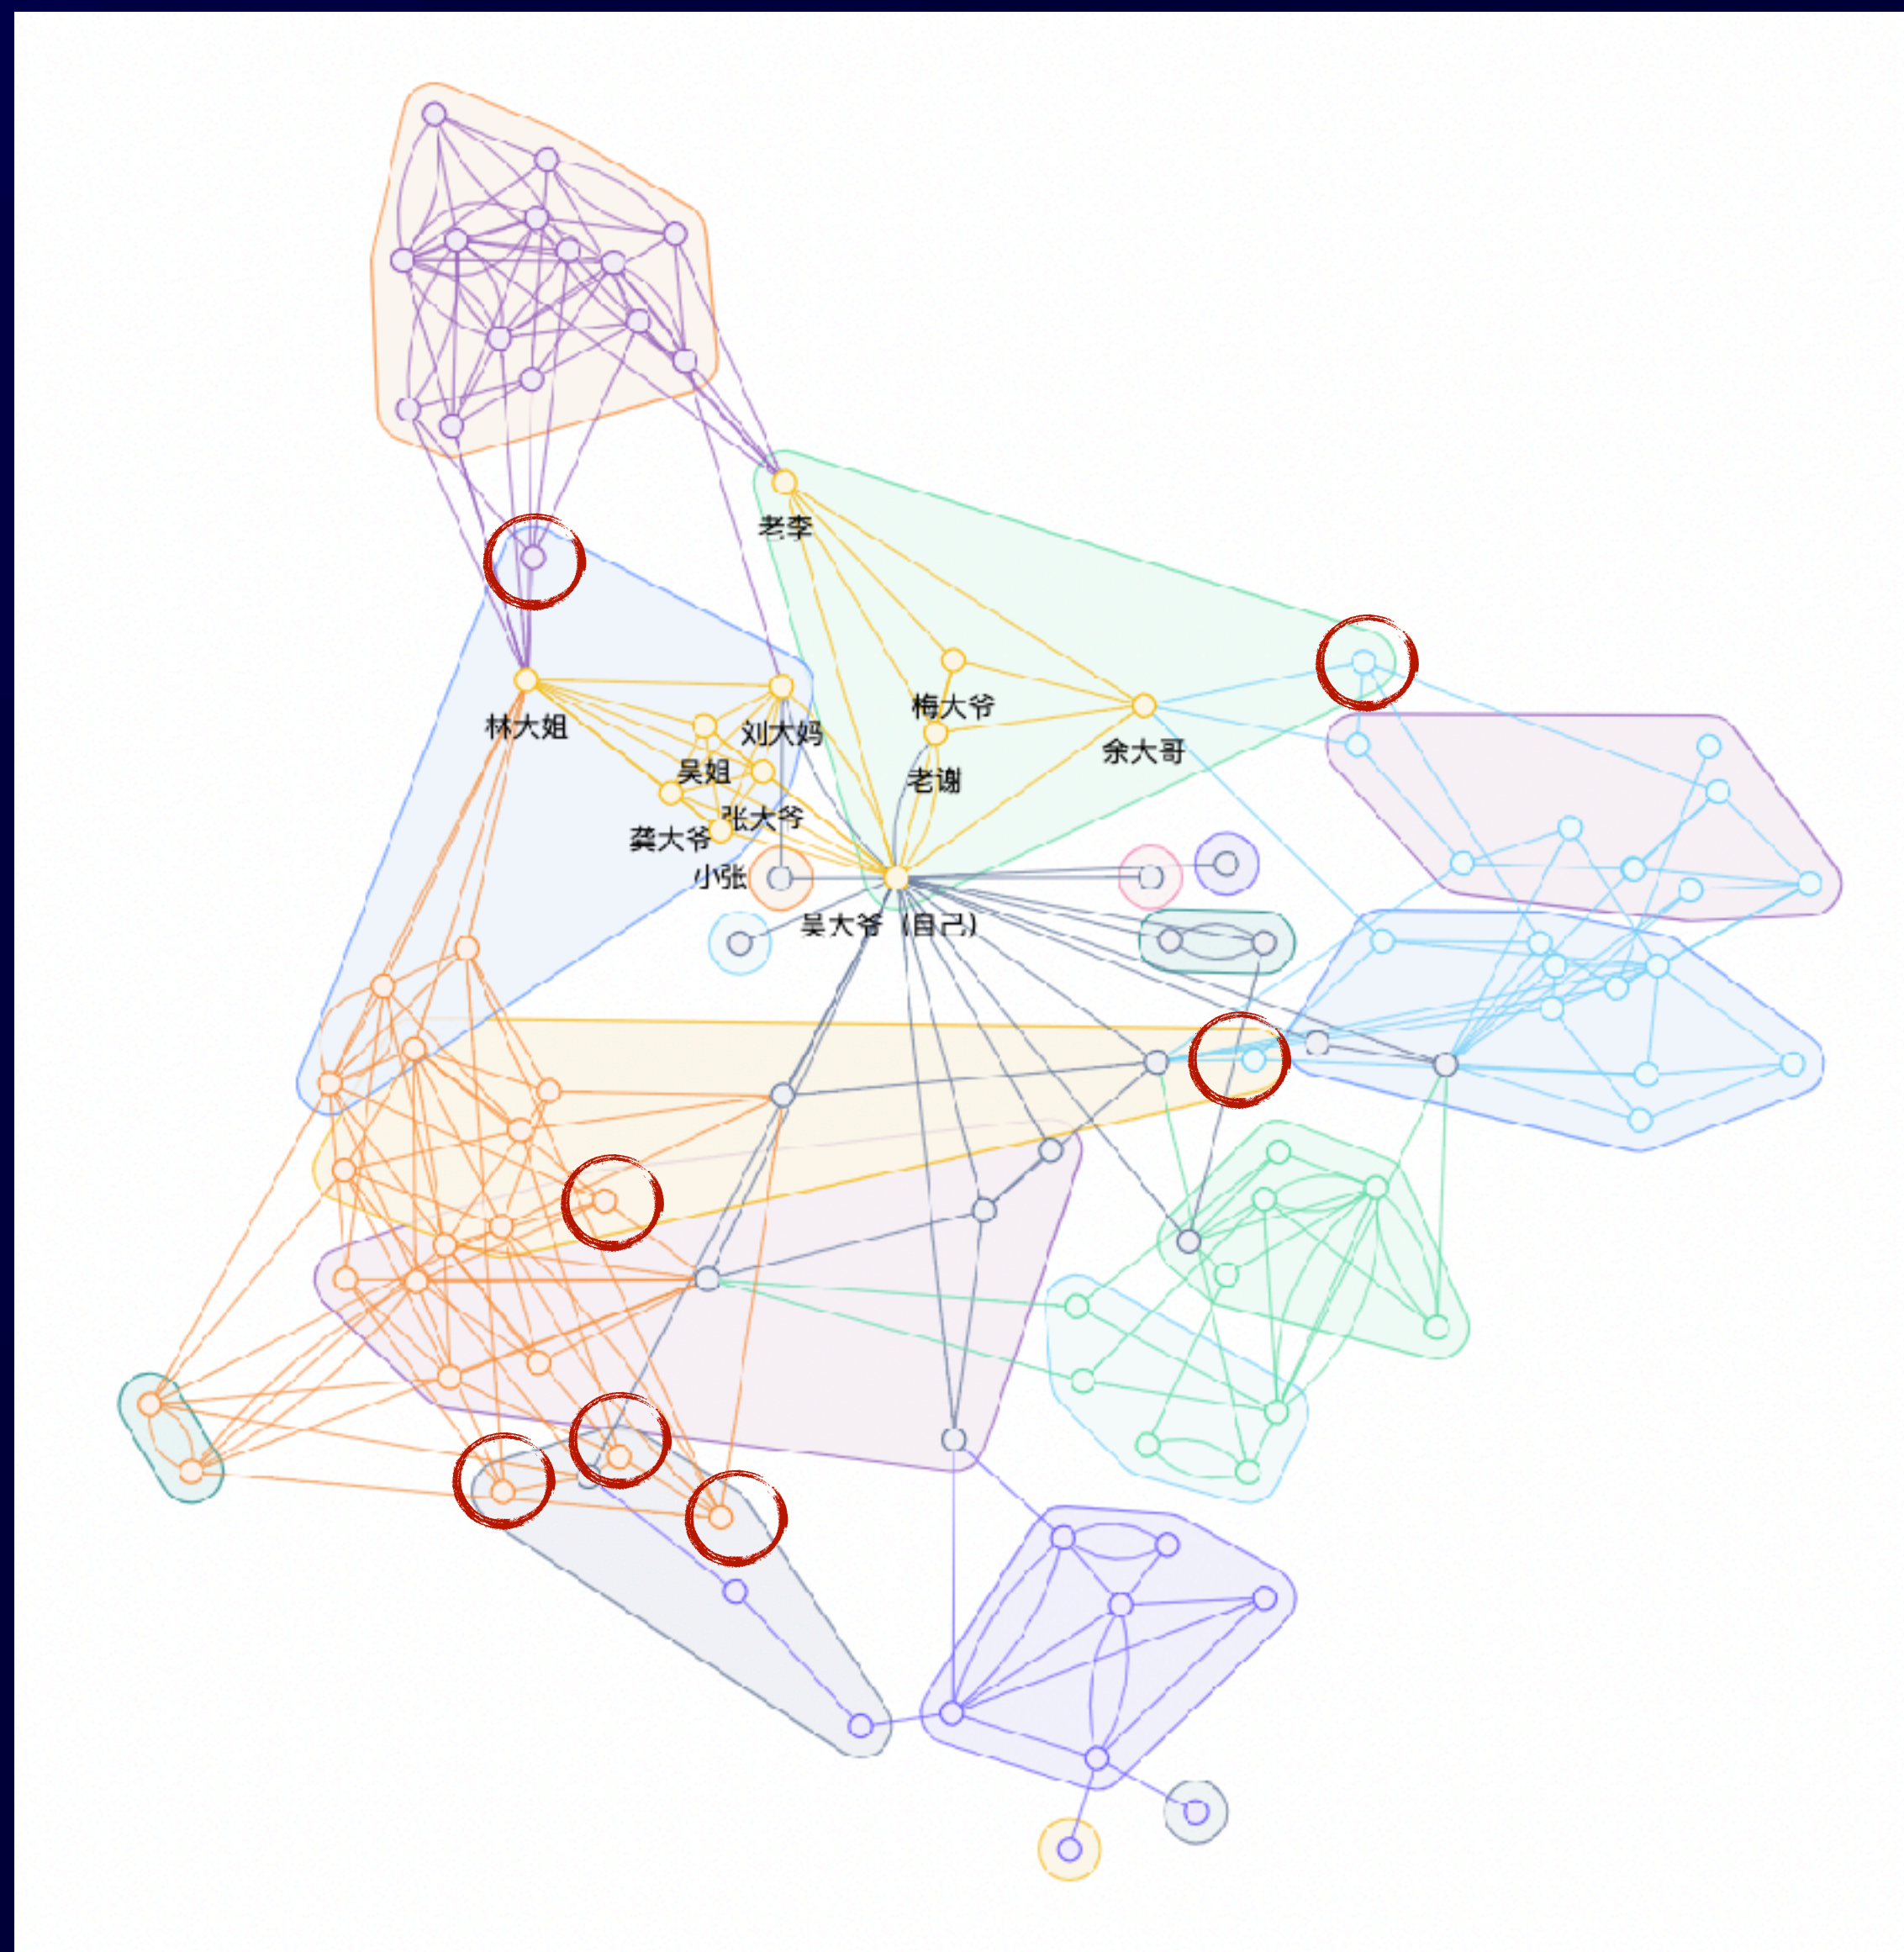 老李
林大姐
刘大妈
梅大爷
余大哥
吴姐
老谢
张大爷
龚大爷
小张
吴大爷（自己）